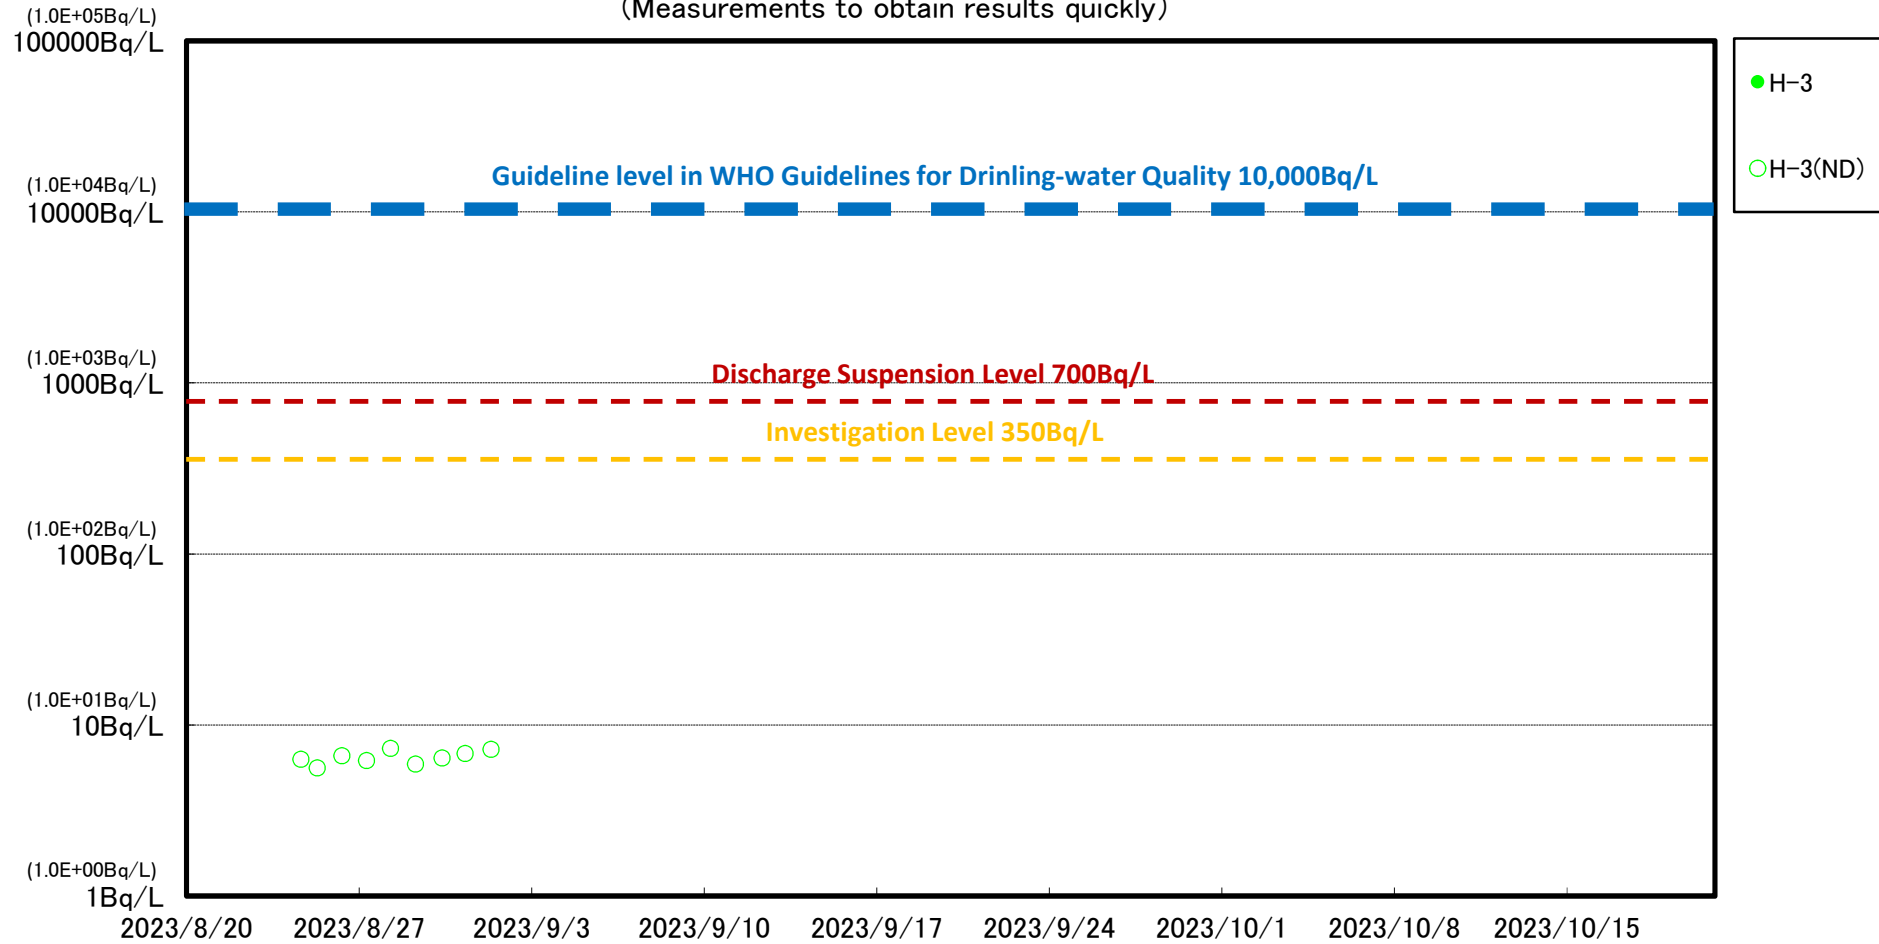 (Measurements to obtain results quickly)
(1.0E+05Bq/L)
100000Bq/L
H-3
H-3(ND)
Guideline level in WHO Guidelines for Drinling-water Quality 10,000Bq/L
(1.0E+04Bq/L)
10000Bq/L
(1.0E+03Bq/L)
1000Bq/L
Discharge Suspension Level 700Bq/L
Investigation Level 350Bq/L
(1.0E+02Bq/L)
100Bq/L
(1.0E+01Bq/L)
10Bq/L
(1.0E+00Bq/L)
1Bq/L
2023/8/20 2023/8/27 2023/9/3 2023/9/10 2023/9/17 2023/9/24 2023/10/1 2023/10/8 2023/10/15